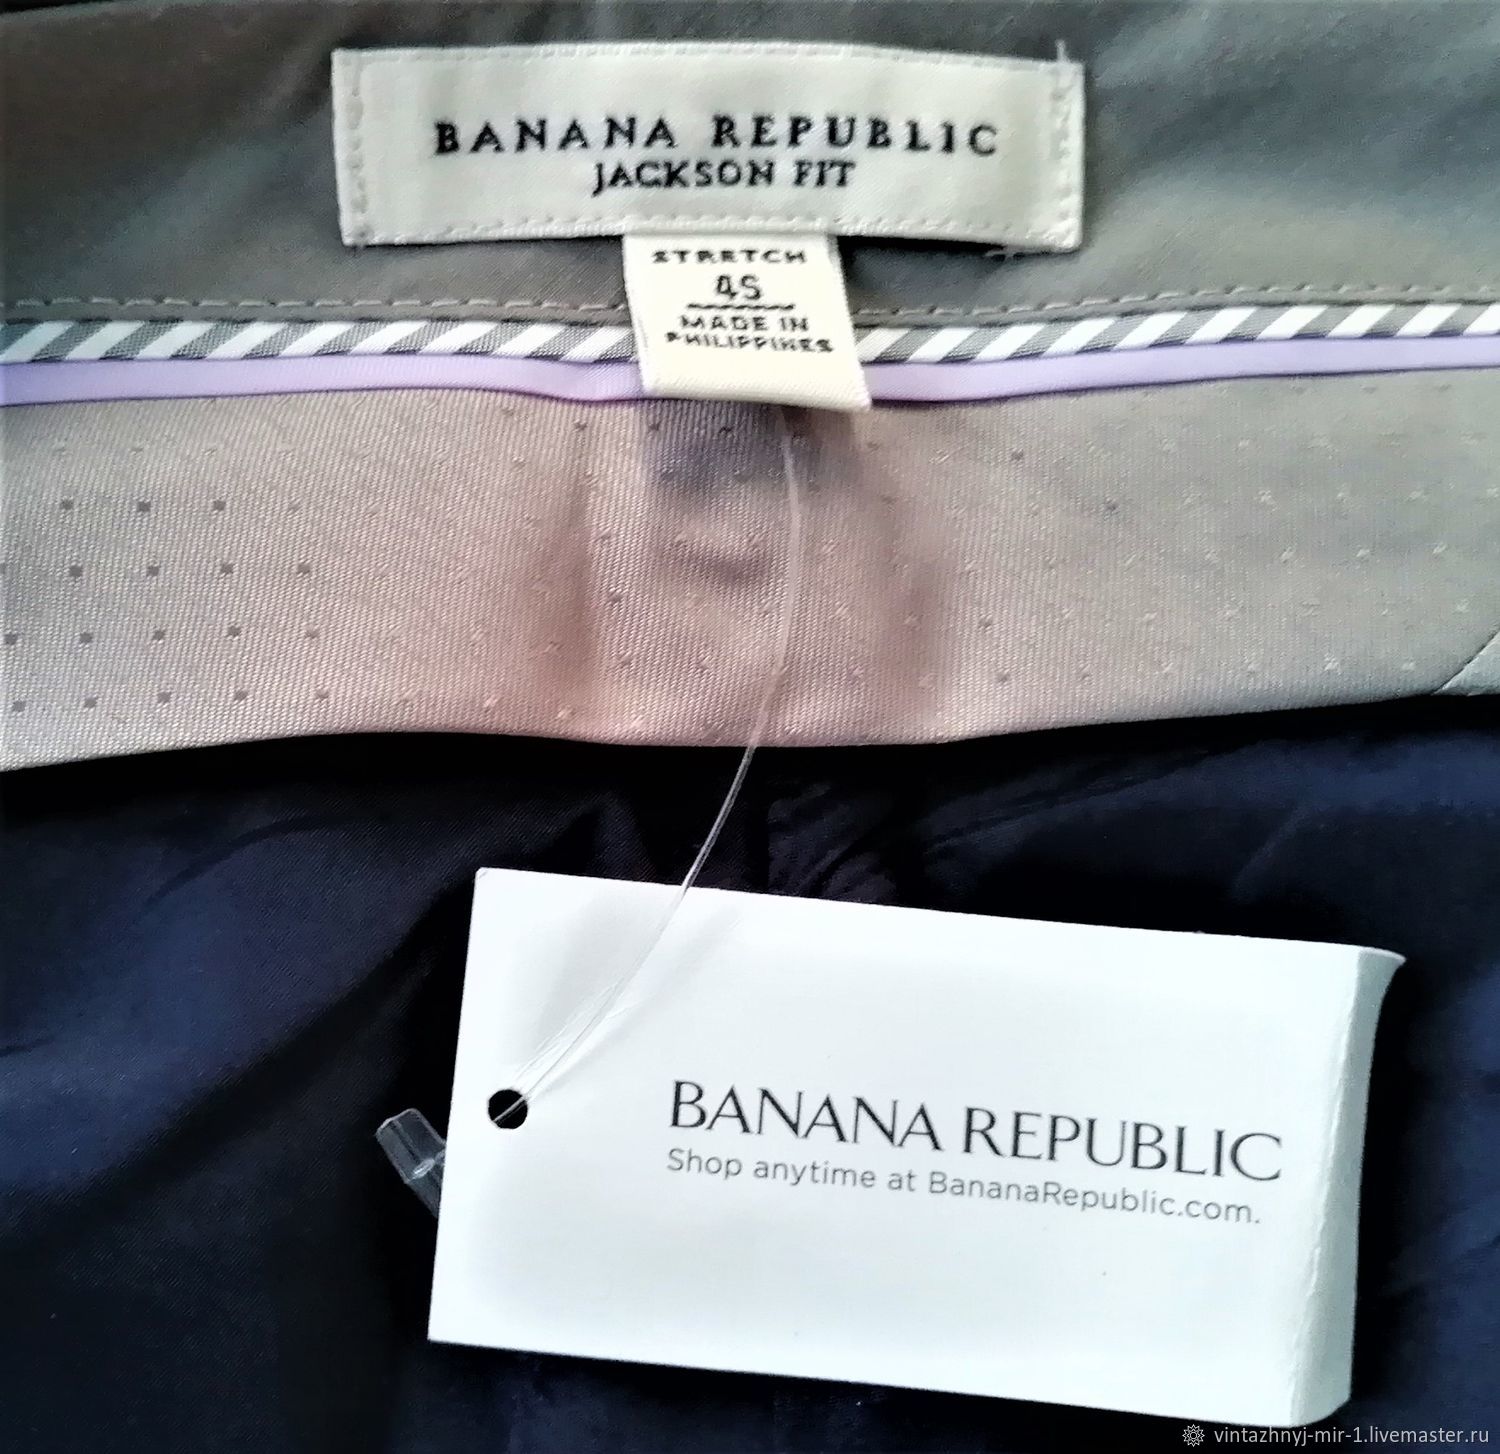 BANANA REPUBLIC
JACKSON FIT
STRETCH
4S
MADE IN
PHILIPPINES
BANANA REPUBLIC
Shop anytime at BananaRepublic.com.
vintazhnyj-mir-1.livemaster.ru